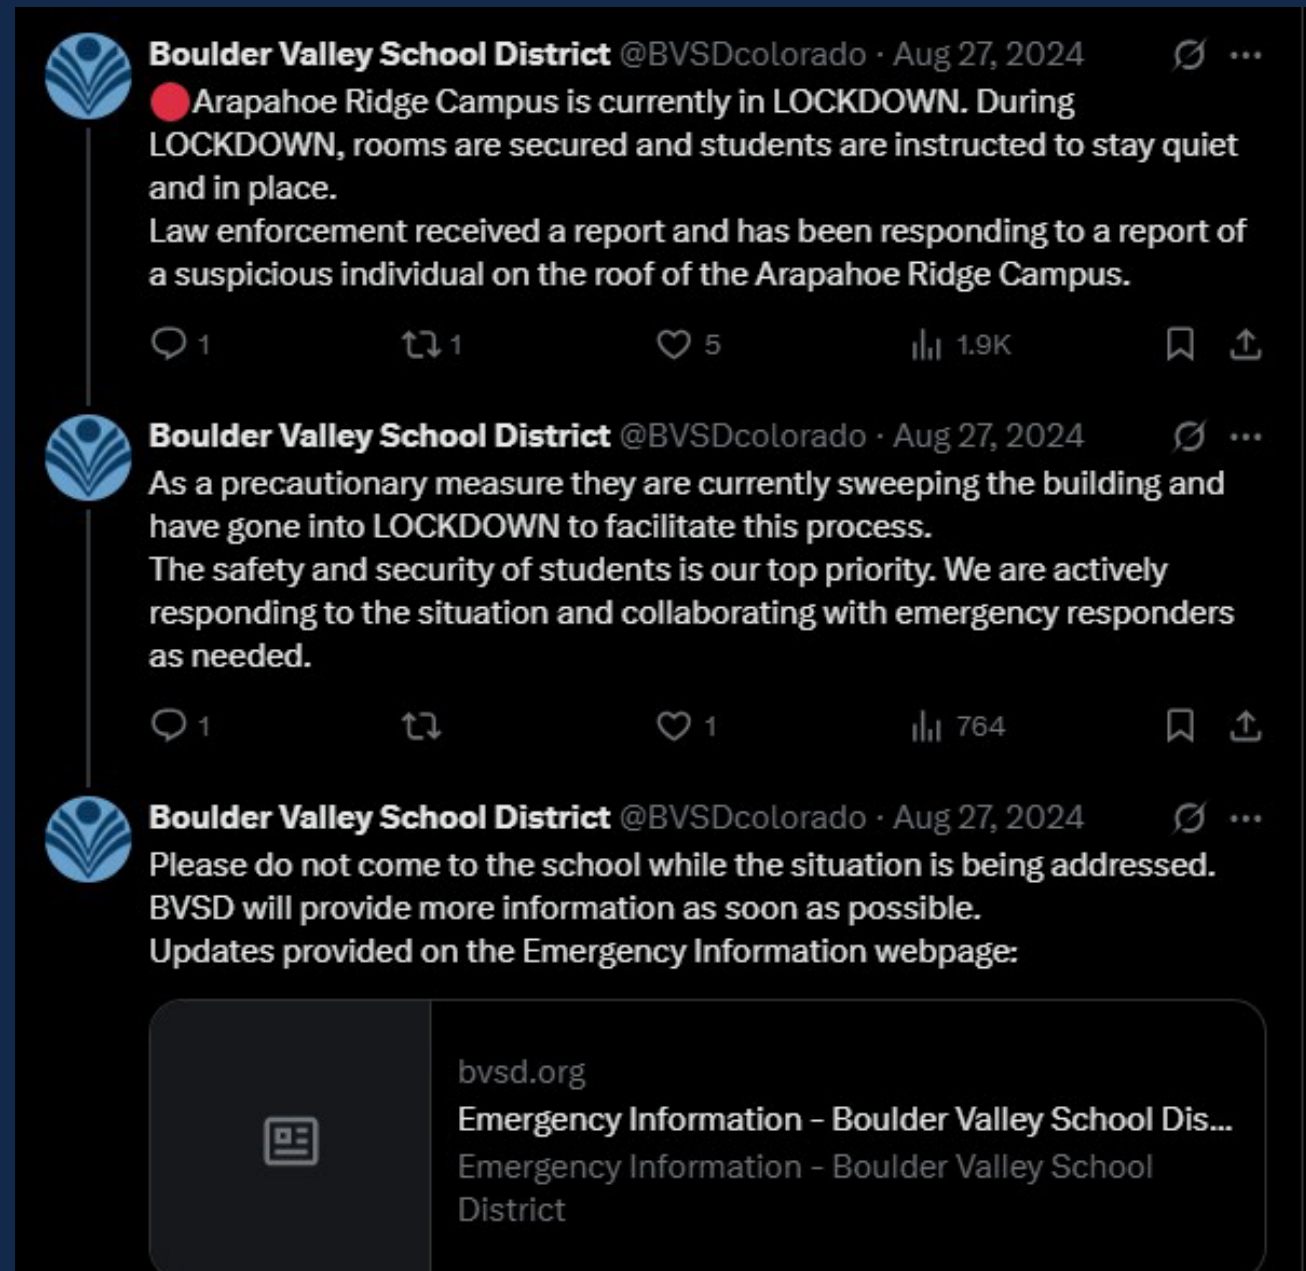 Boulder Valley School District @BVSDcolorado · Aug 27, 2024
🔴Arapahoe Ridge Campus is currently in LOCKDOWN. During
LOCKDOWN, rooms are secured and students are instructed to stay quiet
and in place.
Law enforcement received a report and has been responding to a report of
a suspicious individual on the roof of the Arapahoe Ridge Campus.
1 1 5 1.9K
Boulder Valley School District @BVSDcolorado · Aug 27, 2024
As a precautionary measure they are currently sweeping the building and
have gone into LOCKDOWN to facilitate this process.
The safety and security of students is our top priority. We are actively
responding to the situation and collaborating with emergency responders
as needed.
1 1 764
Boulder Valley School District @BVSDcolorado · Aug 27, 2024
Please do not come to the school while the situation is being addressed.
BVSD will provide more information as soon as possible.
Updates provided on the Emergency Information webpage:
bvsd.org
Emergency Information - Boulder Valley School Dis...
Emergency Information - Boulder Valley School
District